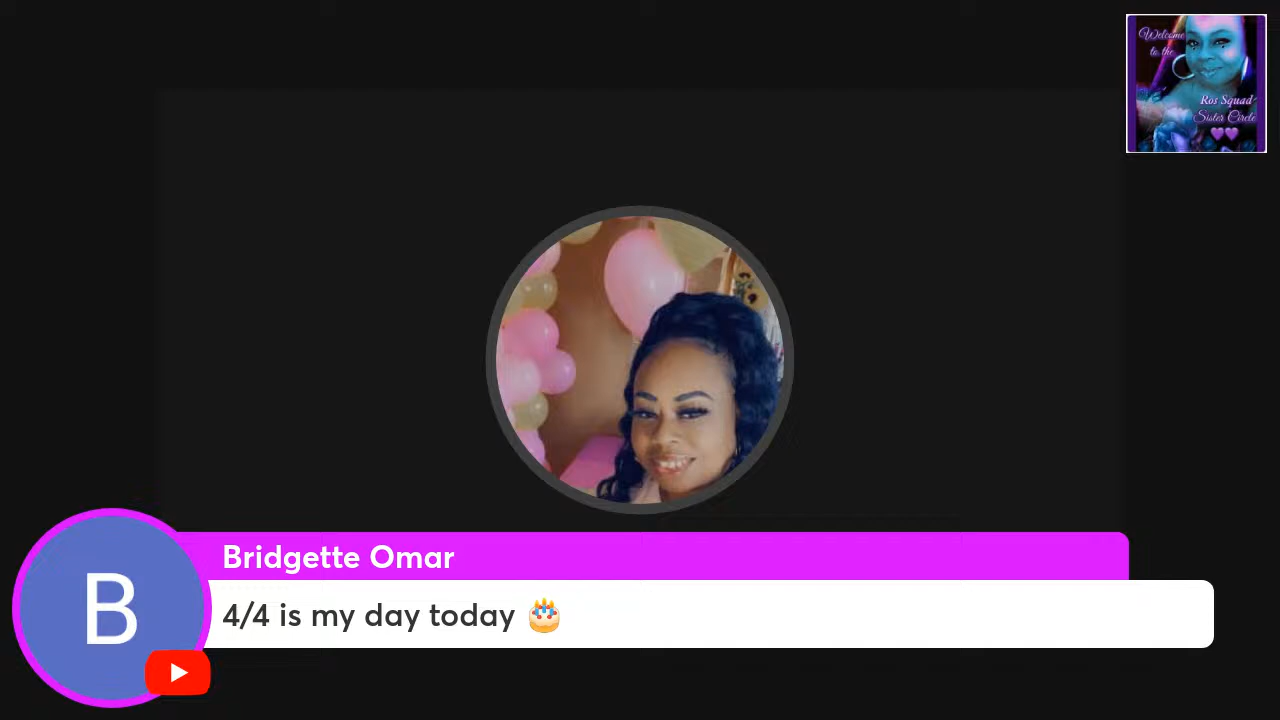 Welcome
to the
Ros Squad
Sister Circle
B
Bridgette Omar
4/4 is my day today 🎂